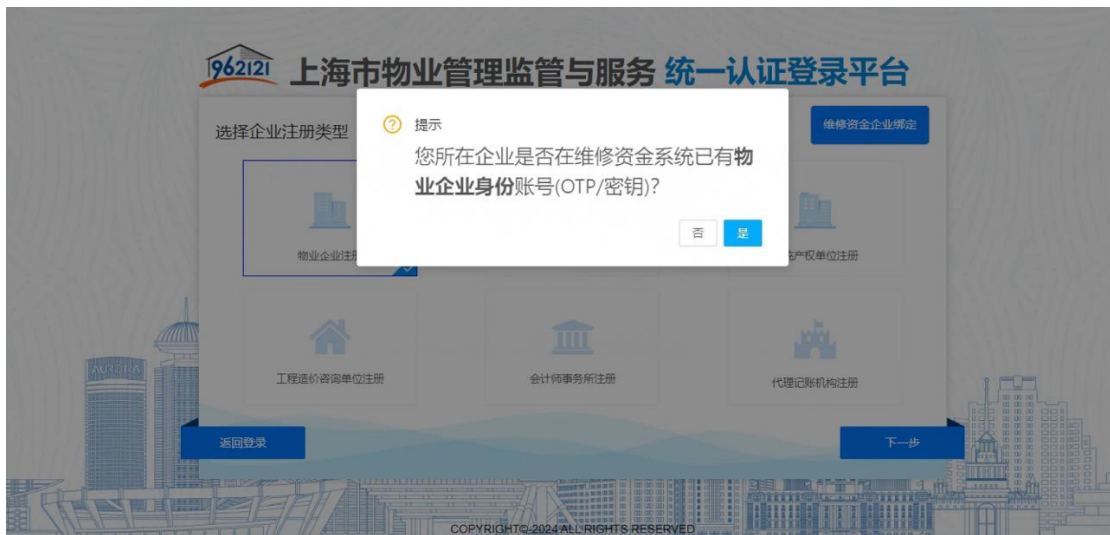 962121 上海市物业管理监管与服务 统一认证登录平台
选择企业注册类型
维修资金企业绑定
提示
您所在企业是否在维修资金系统已有物
业企业身份账号(OTP/密钥)?
否 是
物业企业注册
产权单位注册
工程造价咨询单位注册
会计师事务所注册
代理记账机构注册
AURORA
返回登录
下一步
COPYRIGHT©2024 ALL RIGHTS RESERVED